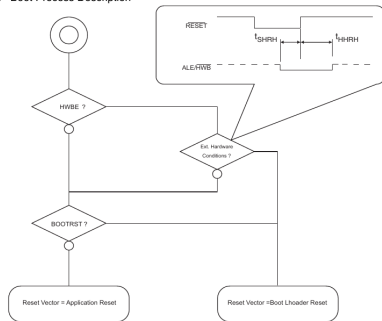 Boot Process Description
RESET
tSHRH
tHHRH
ALE/HWB
HWBE ?
Ext. Hardware
Conditions ?
BOOTRST ?
Reset Vector = Application Reset
Reset Vector =Boot Lhoader Reset